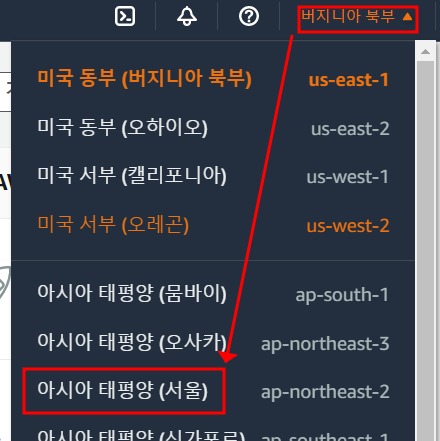 버지니아 북부 ▲
미국 동부 (버지니아 북부) us-east-1
미국 동부 (오하이오) us-east-2
미국 서부 (캘리포니아) us-west-1
미국 서부 (오레곤) us-west-2
아시아 태평양 (뭄바이) ap-south-1
아시아 태평양 (오사카) ap-northeast-3
아시아 태평양 (서울) ap-northeast-2
아시아 태평양 (싱가포르) ap-southeast-1